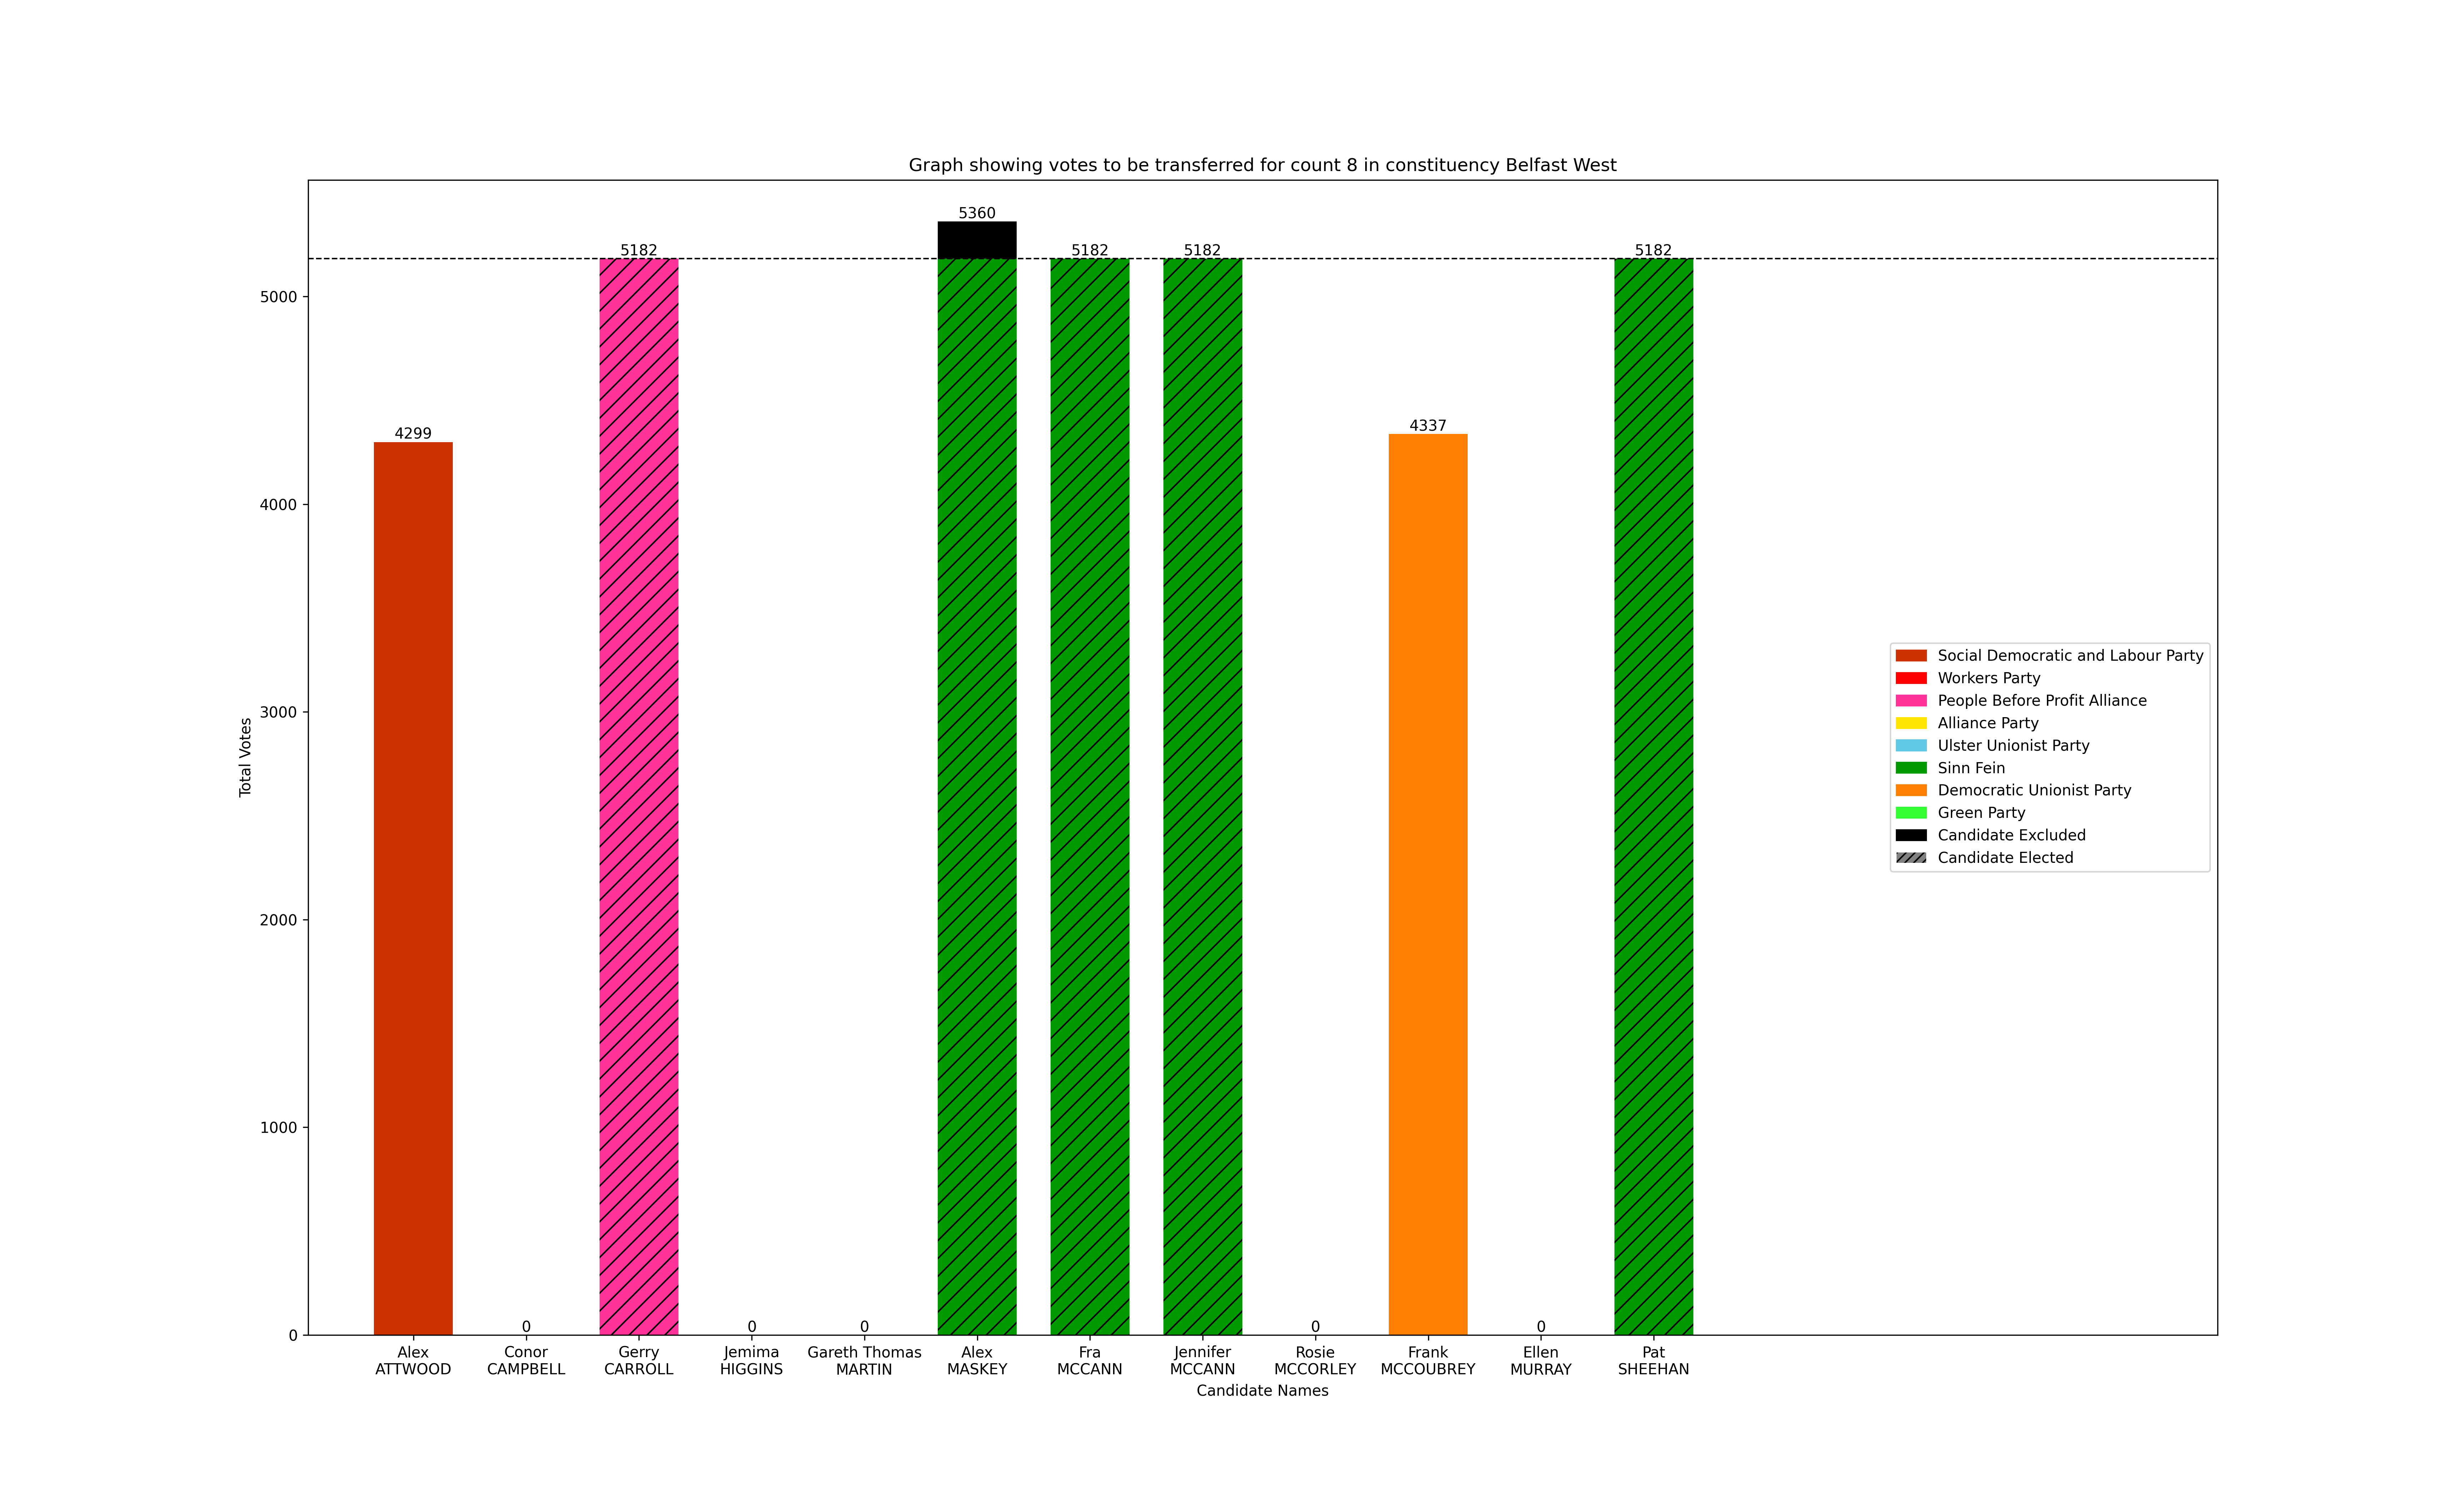 Graph showing votes to be transferred for count 8 in constituency Belfast West
5360
5182
5182
5182
5182
4299
4337
0
0
0
0
0
5000
4000
3000
2000
1000
0
Total Votes
Social Democratic and Labour Party
Workers Party
People Before Profit Alliance
Alliance Party
Ulster Unionist Party
Sinn Fein
Democratic Unionist Party
Green Party
Candidate Excluded
Candidate Elected
Alex
ATTWOOD
Conor
CAMPBELL
Gerry
CARROLL
Jemima
HIGGINS
Gareth Thomas
MARTIN
Alex
MASKEY
Fra
MCCANN
Jennifer
MCCANN
Rosie
MCCORLEY
Frank
MCCOUBREY
Ellen
MURRAY
Pat
SHEEHAN
Candidate Names